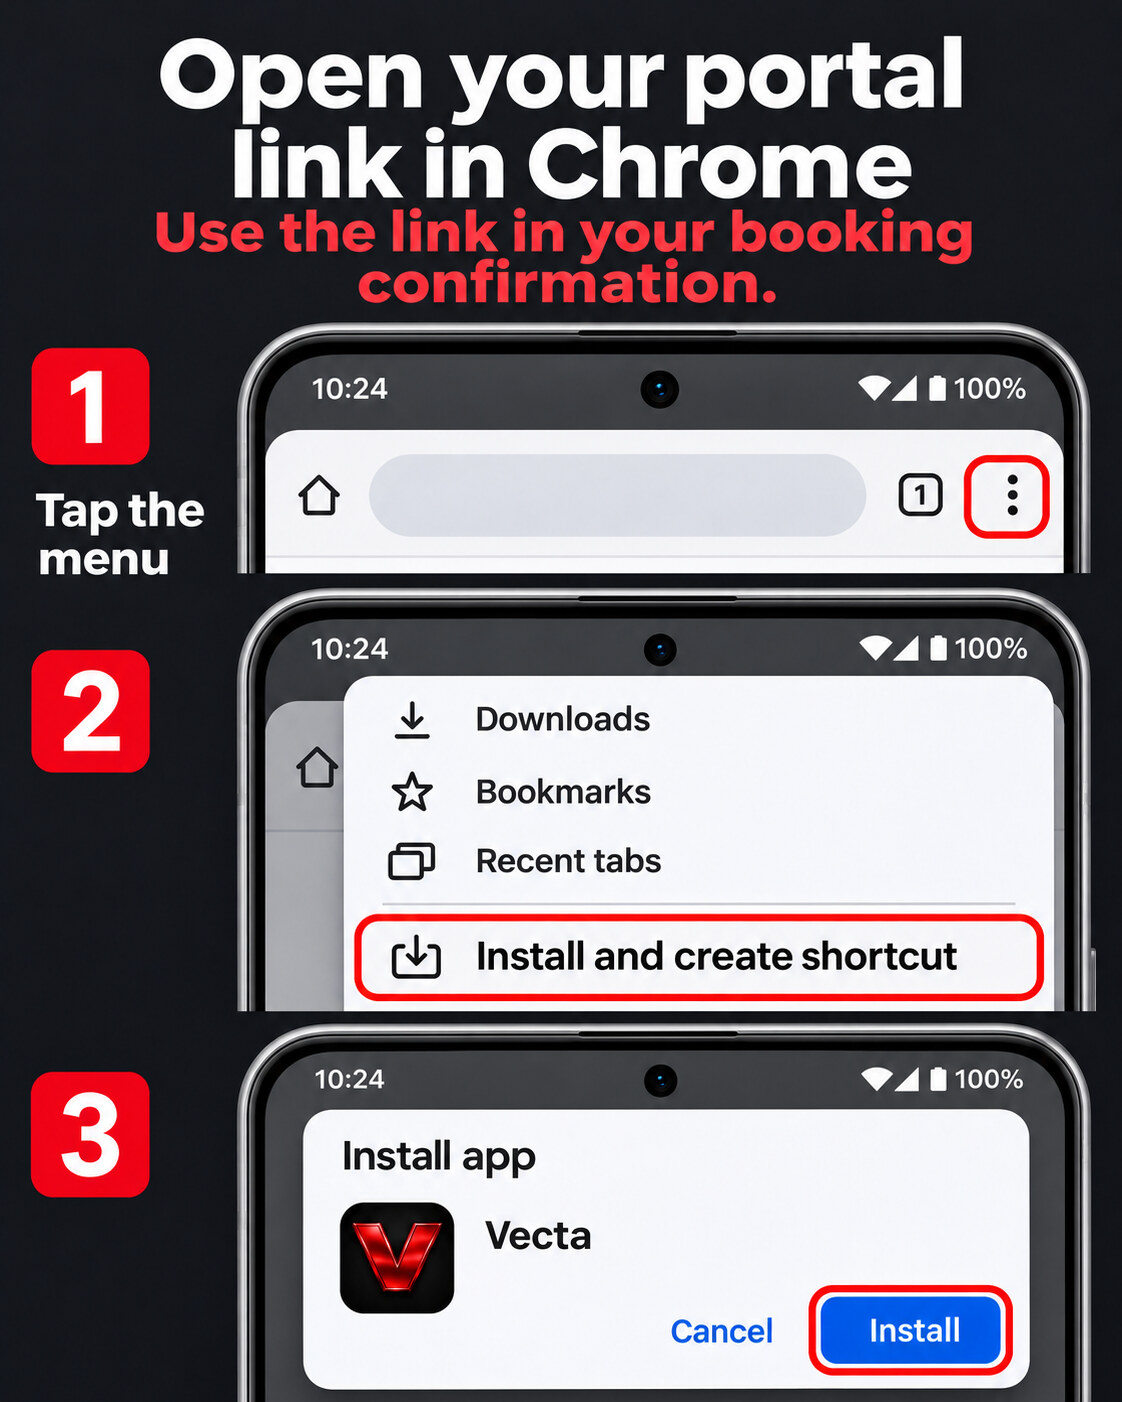 Open your portal
link in Chrome
Use the link in your booking
confirmation.
1
Tap the
menu
10:24
100%
1
2
10:24
100%
Downloads
Bookmarks
Recent tabs
Install and create shortcut
3
10:24
100%
Install app
V
Vecta
Cancel
Install